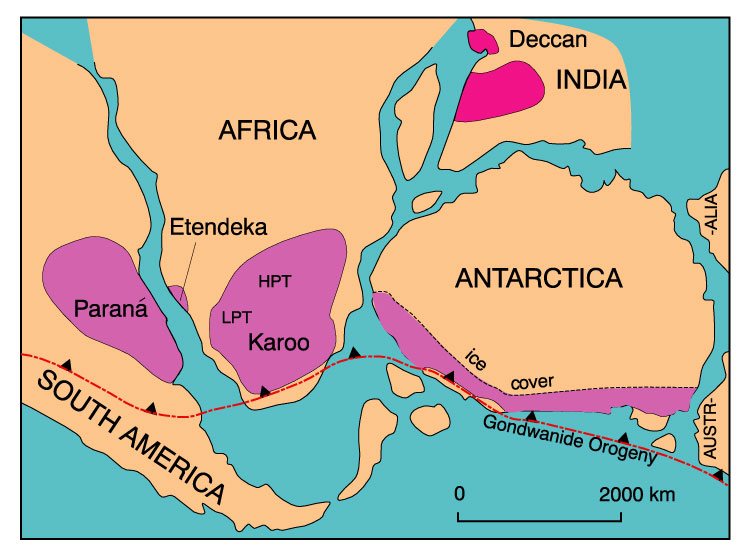 Deccan
INDIA
AFRICA
-ALIA
Etendeka
HPT
ANTARCTICA
Paraná
LPT
Karoo
ice
cover
SOUTH AMERICA
Gondwanide Orogeny
AUSTR-
0 2000 km